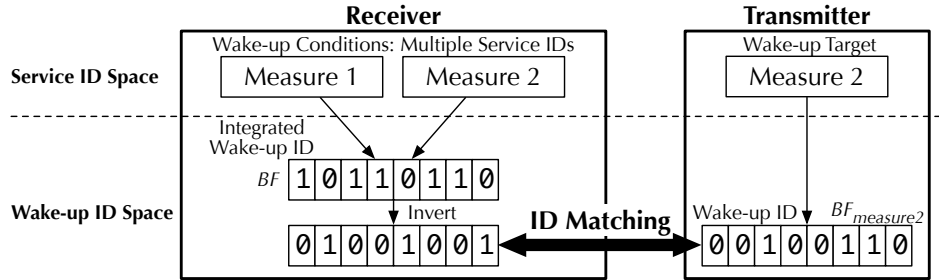 Receiver
Transmitter
Wake-up Conditions: Multiple Service IDs
Wake-up Target
Service ID Space
Measure 1
Measure 2
Measure 2
Integrated
Wake-up ID
BF
1 0 1 1 0 1 1 0
Invert
Wake-up ID Space
ID Matching
Wake-up ID
BFmeasure2
0 1 0 0 1 0 0 1
0 0 1 0 0 1 1 0